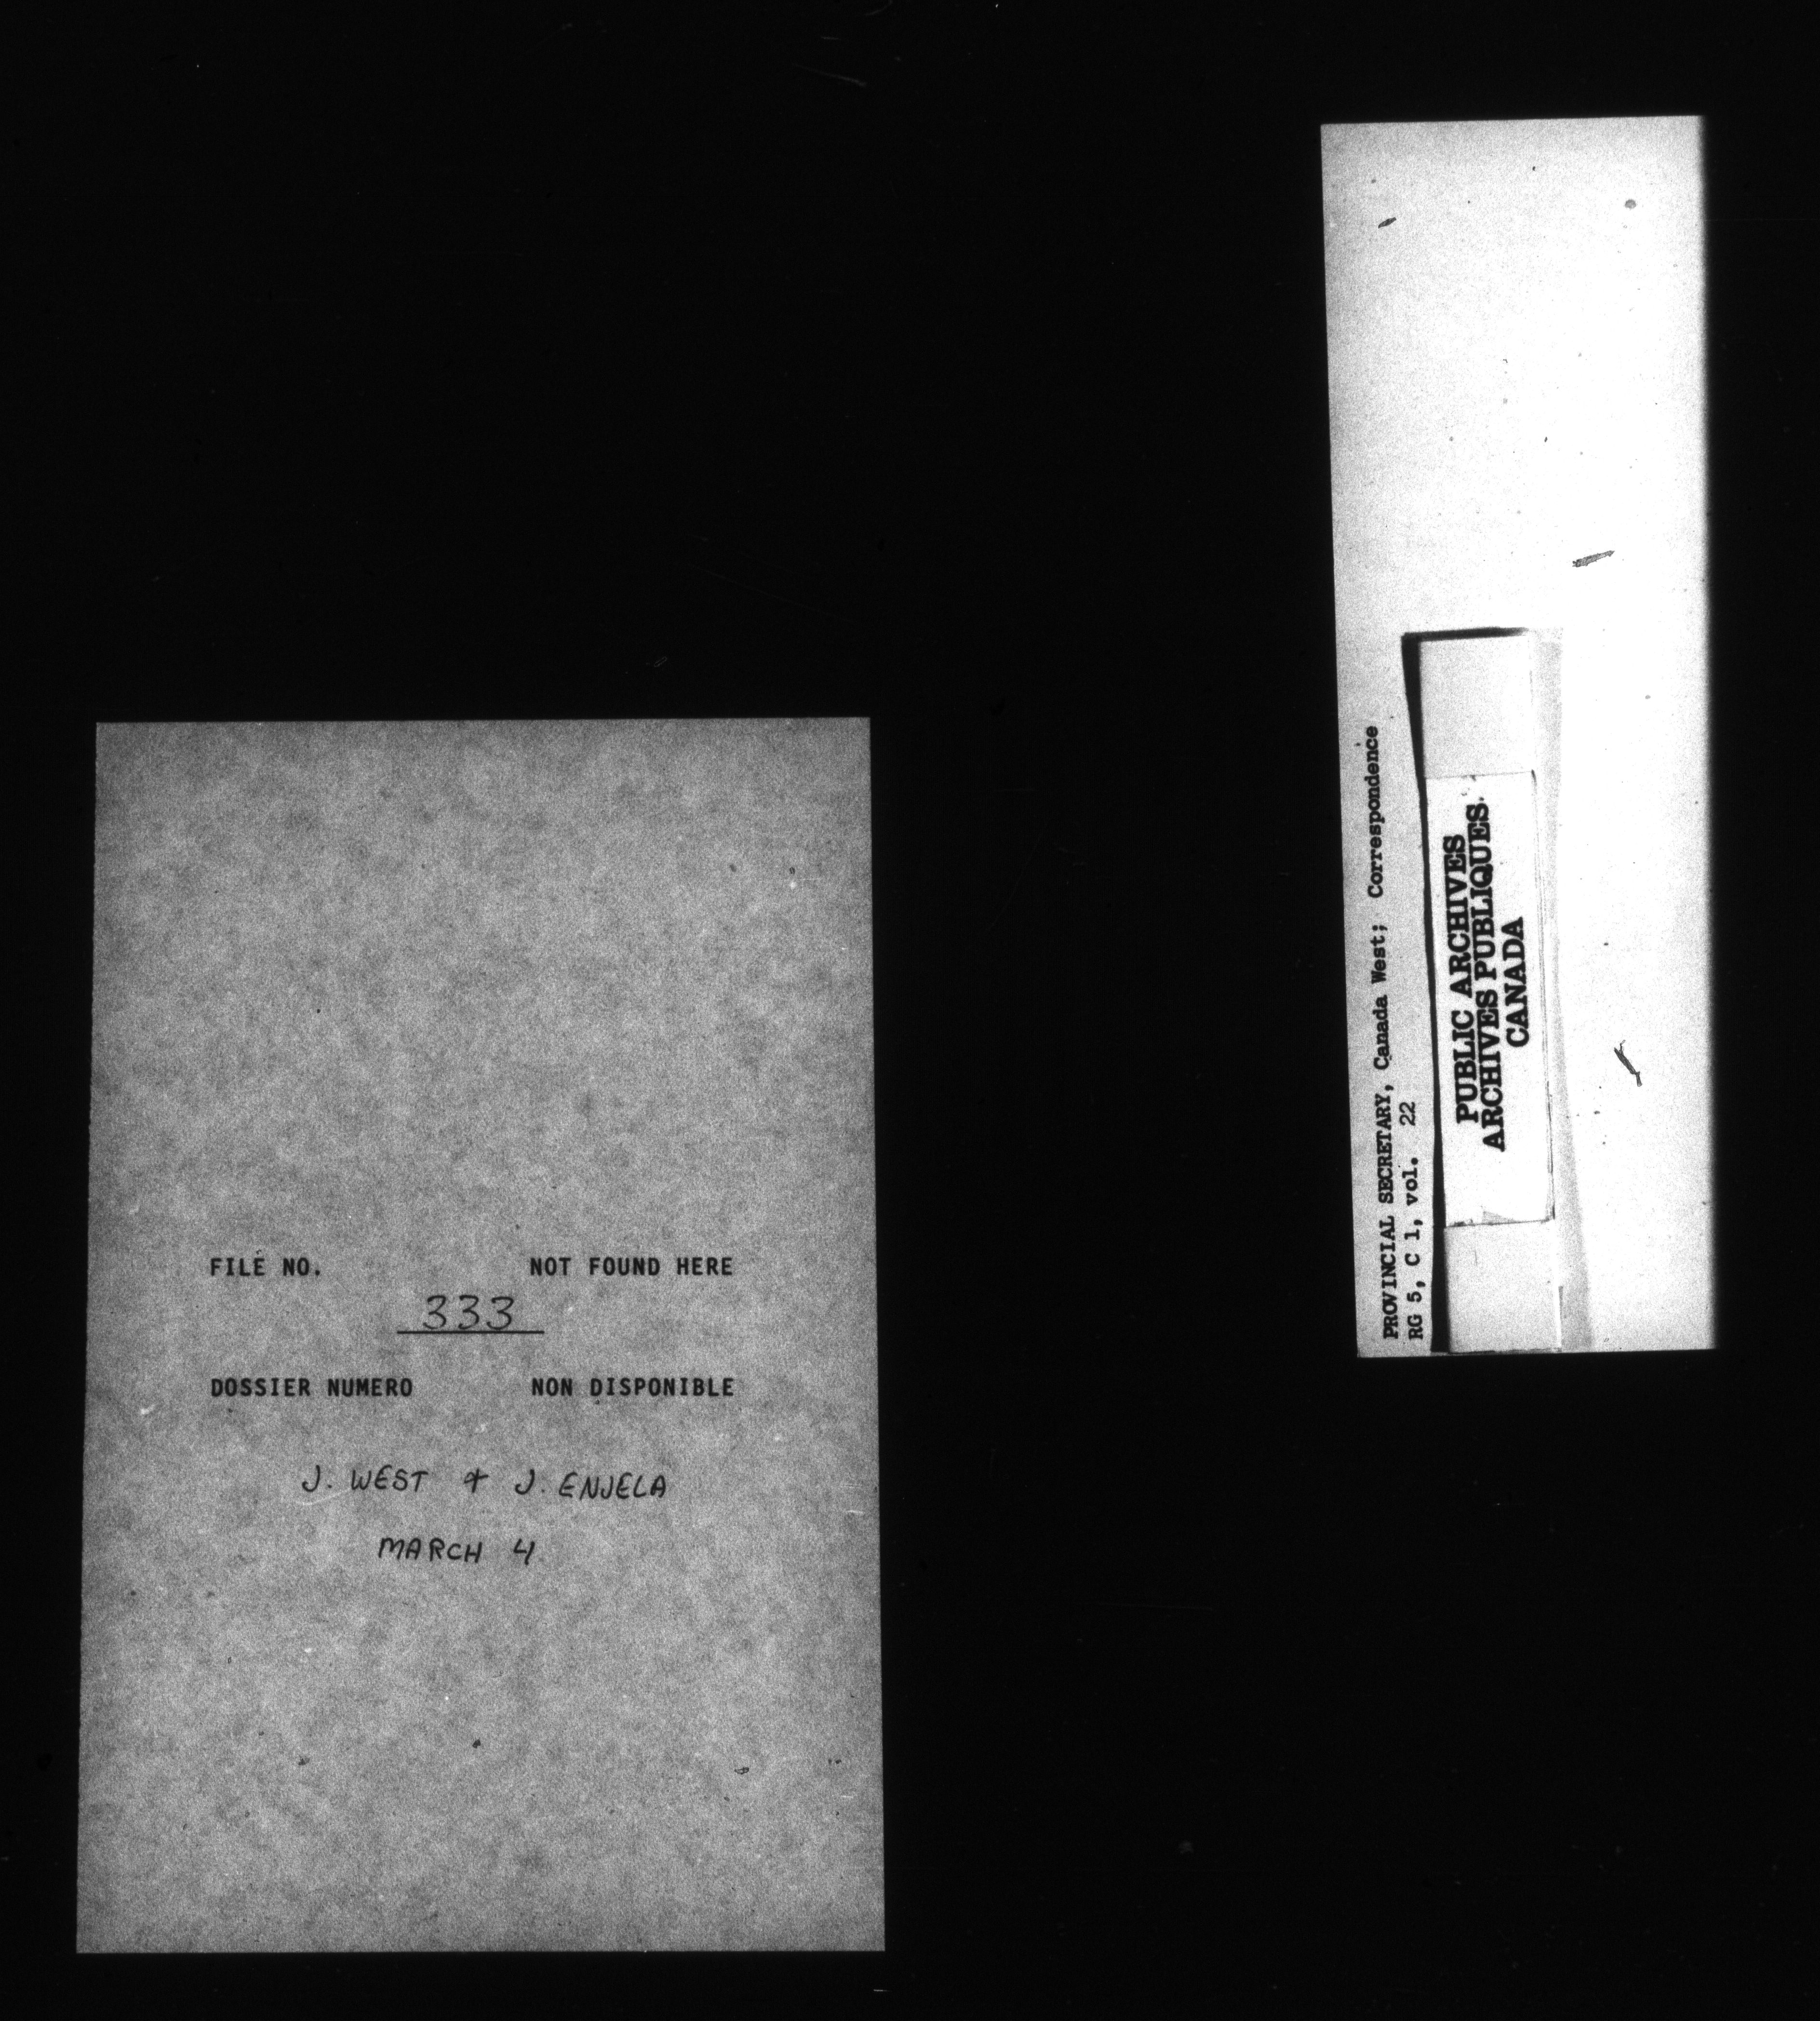 FILE NO. NOT FOUND HERE
333
DOSSIER NUMERO NON DISPONIBLE
J. WEST & J. ENJELA
MARCH 4
PROVINCIAL SECRETARY, Canada West; Correspondence
RG 5, C 1, vol. 22
PUBLIC ARCHIVES
ARCHIVES PUBLIQUES
CANADA